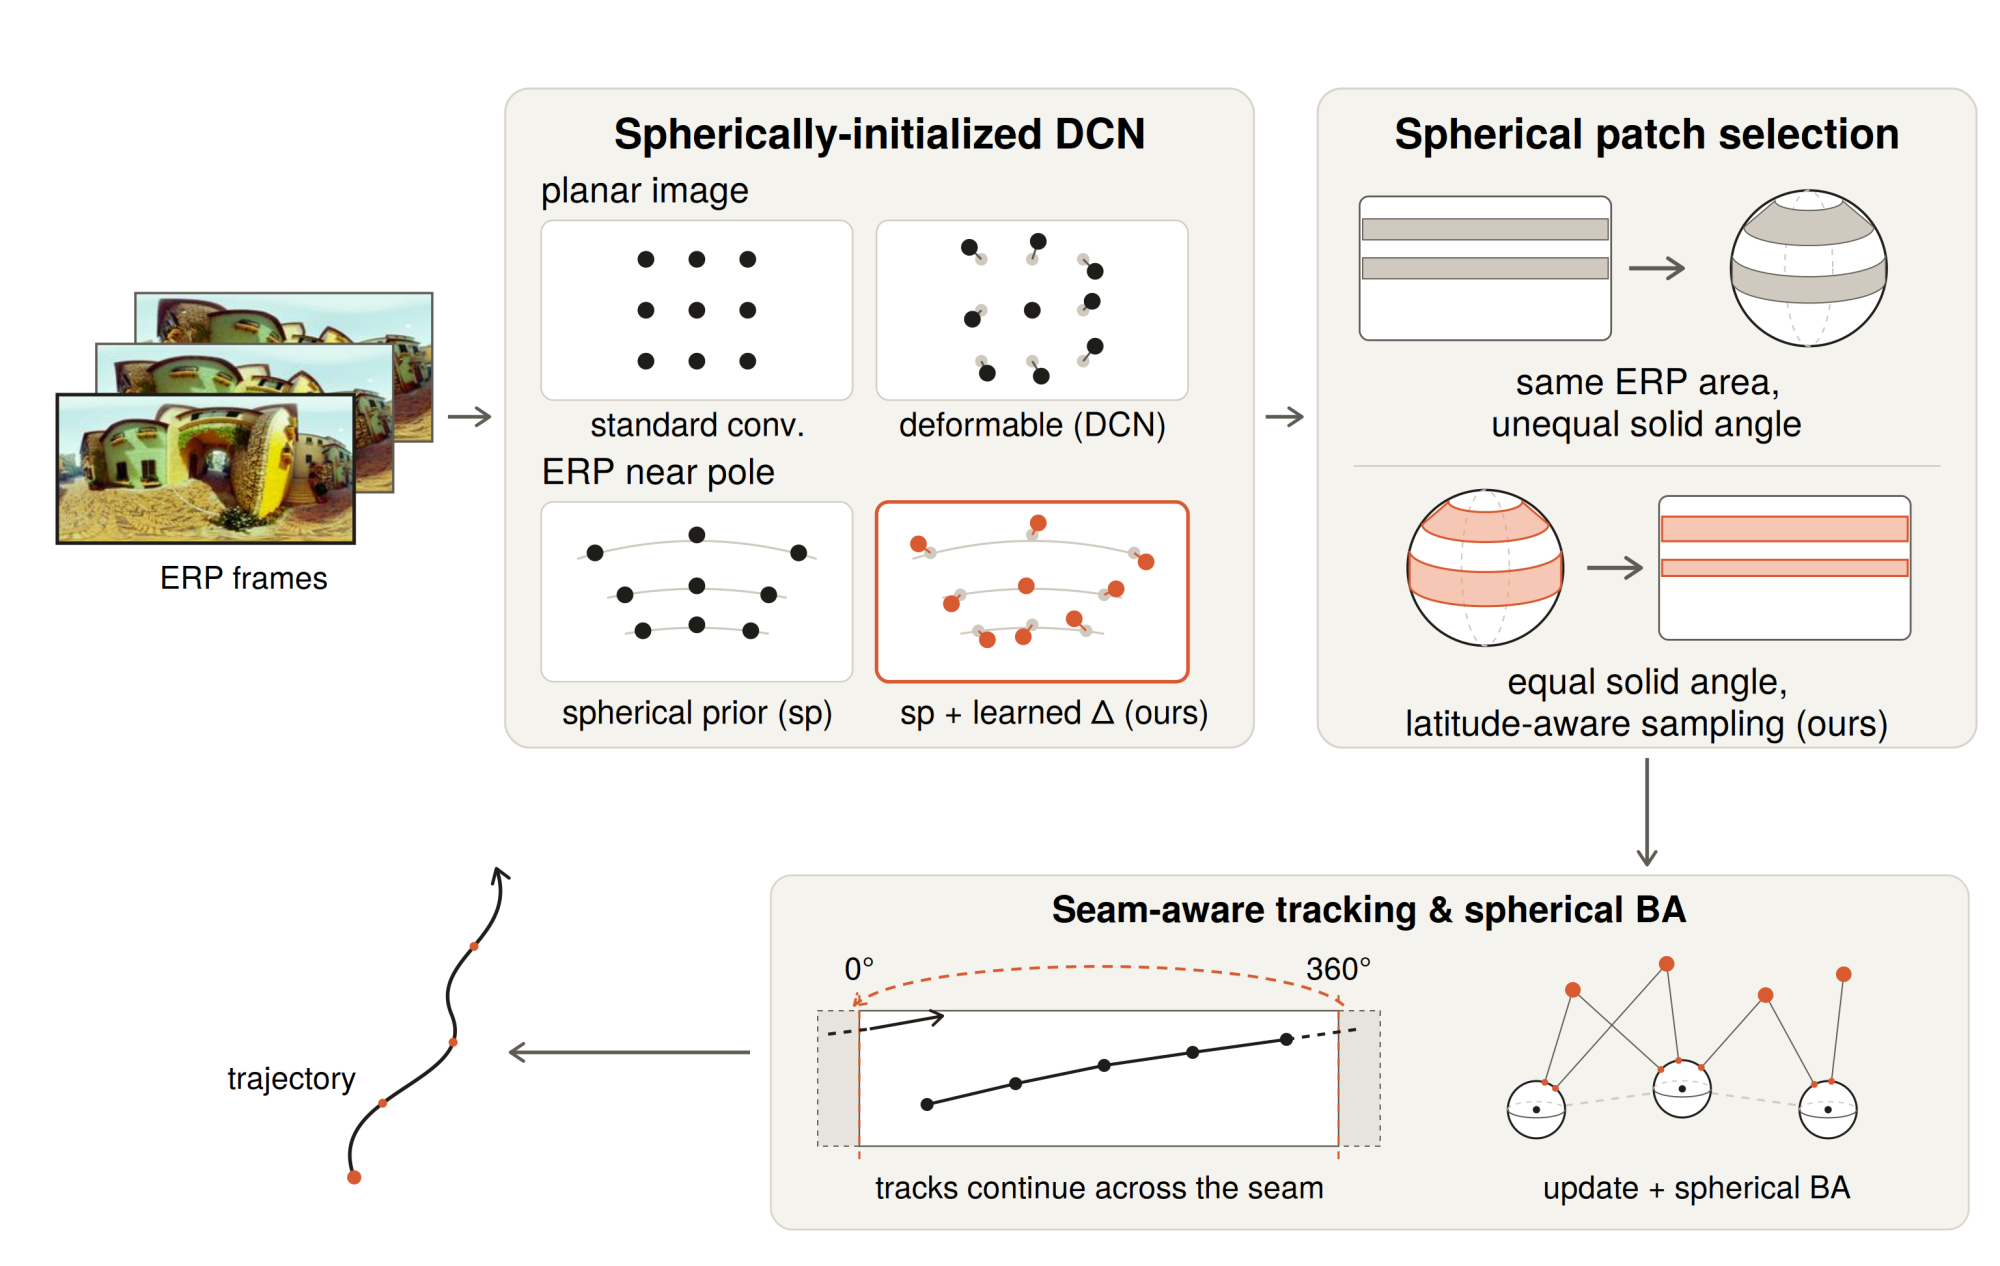 Spherically-initialized DCN
planar image
standard conv.
deformable (DCN)
ERP near pole
spherical prior (sp)
sp + learned Δ (ours)
ERP frames
Spherical patch selection
same ERP area,
unequal solid angle
equal solid angle,
latitude-aware sampling (ours)
Seam-aware tracking & spherical BA
0°
360°
tracks continue across the seam
update + spherical BA
trajectory